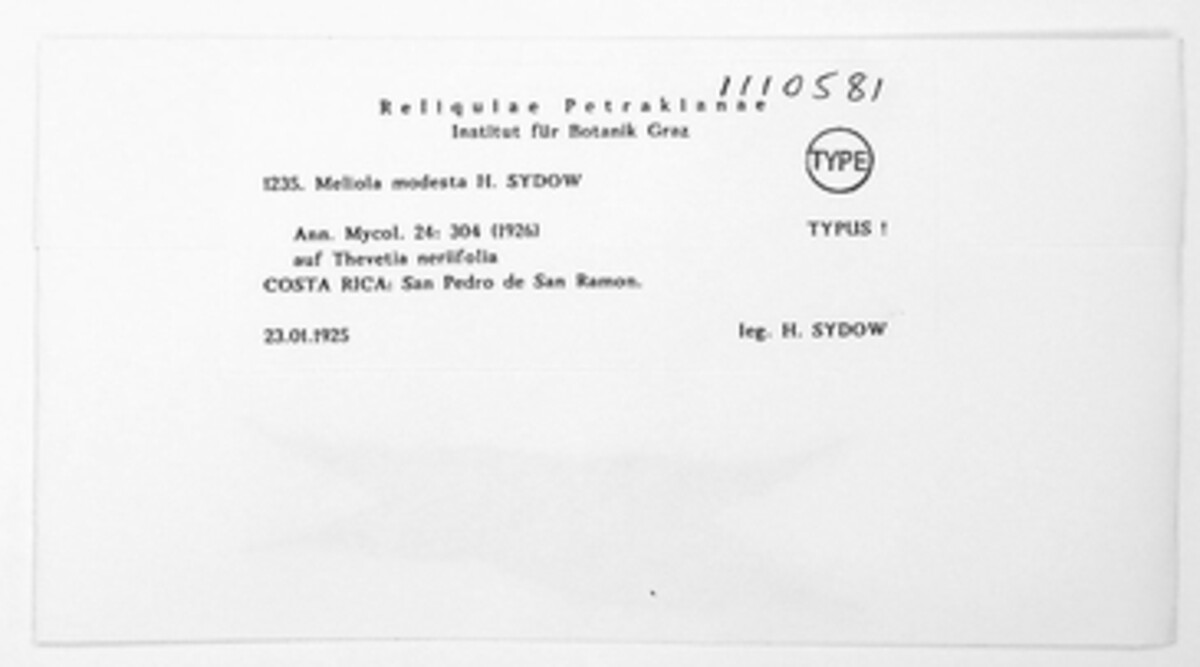 1110581
Reliquiae Petrakianae
Institut für Botanik Graz
TYPE
1235. Meliola modesta H. SYDOW
Ann. Mycol. 24: 304 (1926)
TYPUS !
auf Thevetia neriifolia
COSTA RICA: San Pedro de San Ramon.
23.01.1925
leg. H. SYDOW